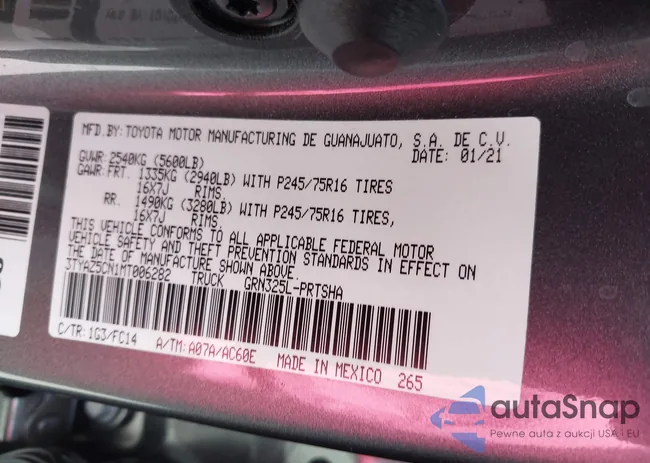 MFD.BY:TOYOTA MOTOR MANUFACTURING DE GUANAJUATO, S.A. DE C.V.
GVWR:2540KG (5600LB) DATE: 01/21
GAWR:FRT. 1335KG (2940LB) WITH P245/75R16 TIRES
16X7J RIMS.
RR. 1490KG (3280LB) WITH P245/75R16 TIRES,
16X7J RIMS.
THIS VEHICLE CONFORMS TO ALL APPLICABLE FEDERAL MOTOR
VEHICLE SAFETY AND THEFT PREVENTION STANDARDS IN EFFECT ON
THE DATE OF MANUFACTURE SHOWN ABOVE.
3TYAZ5CN1MT006282 TRUCK GRN325L-PRTSHA
C/TR:1G3/FC14 A/TM:A07A/AC60E MADE IN MEXICO 265
autaSnap
Pewne auta z aukcji USA i EU